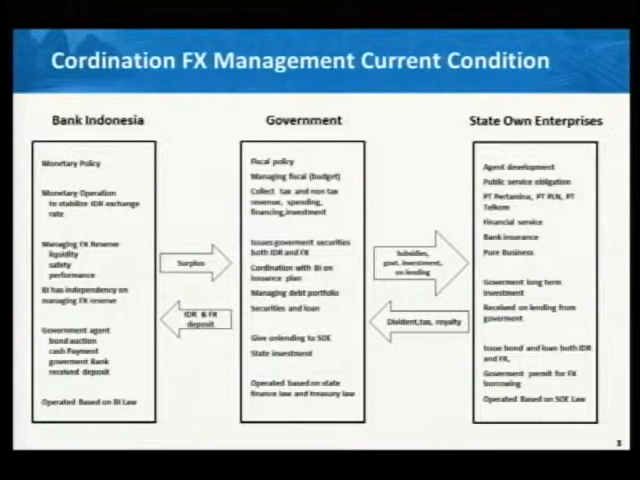 Cordination FX Management Current Condition
Bank Indonesia
Monetary Policy
Monetary Operation
to stabilize IDR exchange
rate
Managing FX Reserve
liquidity
safety
performance
BI has independency on
managing FX reserve
Government agent
bond auction
cash Payment
goverment Bank
received deposit
Operated Based on BI Law
Surplus
IDR & FX
deposit
Government
Fiscal policy
Managing fiscal (budget)
Collect tax and non tax
revenue, spending,
financing,investment
Issues goverment securities
both IDR and FX
Cordination with BI on
issuance plan
Managing debt portfolio
Securities and loan
Give onlending to SOE
State investment
Operated based on state
finance law and treasury law
Subsidies,
govt. investment,
on lending
Divident,tax, royalty
State Own Enterprises
Agent development
Public service obligation
PT Pertamina, PT PLN, PT
Telkom
Financial service
Bank insurance
Pure Business
Goverment long term
investment
Received on lending from
goverment
Issue bond and loan both IDR
and FX,
Goverment permit for FX
borrowing
Operated Based on SOE Law
3